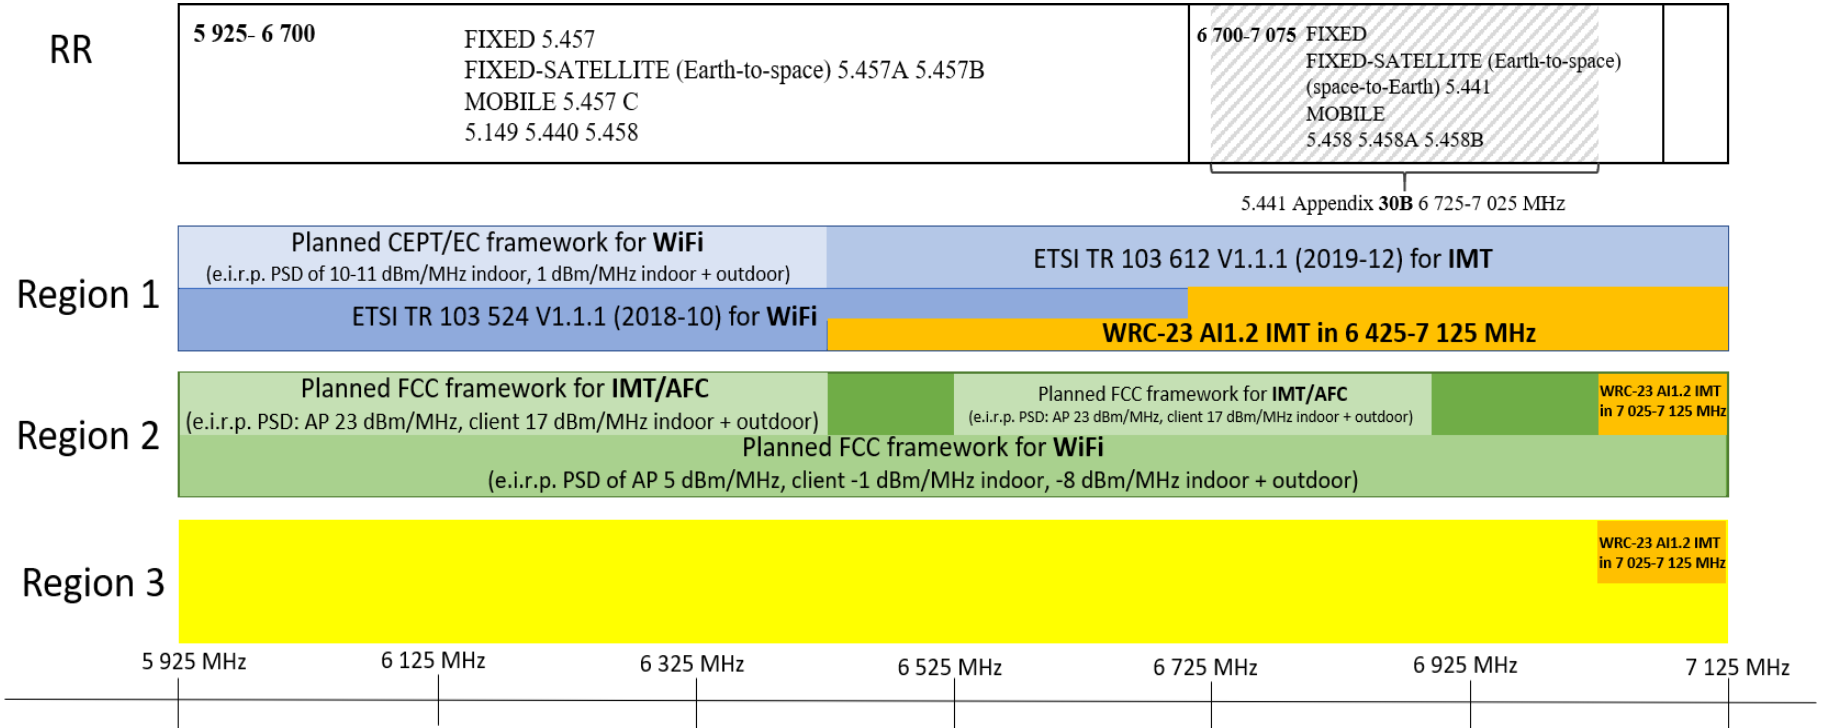 RR
5 925- 6 700
FIXED 5.457
FIXED-SATELLITE (Earth-to-space) 5.457A 5.457B
MOBILE 5.457 C
5.149 5.440 5.458
6 700-7 075 FIXED
FIXED-SATELLITE (Earth-to-space)
(space-to-Earth) 5.441
MOBILE
5.458 5.458A 5.458B
5.441 Appendix 30B 6 725-7 025 MHz
Region 1
Planned CEPT/EC framework for WiFi
(e.i.r.p. PSD of 10-11 dBm/MHz indoor, 1 dBm/MHz indoor + outdoor)
ETSI TR 103 612 V1.1.1 (2019-12) for IMT
ETSI TR 103 524 V1.1.1 (2018-10) for WiFi
WRC-23 AI1.2 IMT in 6 425-7 125 MHz
Region 2
Planned FCC framework for IMT/AFC
(e.i.r.p. PSD: AP 23 dBm/MHz, client 17 dBm/MHz indoor + outdoor)
Planned FCC framework for IMT/AFC
(e.i.r.p. PSD: AP 23 dBm/MHz, client 17 dBm/MHz indoor + outdoor)
WRC-23 AI1.2 IMT
in 7 025-7 125 MHz
Planned FCC framework for WiFi
(e.i.r.p. PSD of AP 5 dBm/MHz, client -1 dBm/MHz indoor, -8 dBm/MHz indoor + outdoor)
Region 3
WRC-23 AI1.2 IMT
in 7 025-7 125 MHz
5 925 MHz
6 125 MHz
6 325 MHz
6 525 MHz
6 725 MHz
6 925 MHz
7 125 MHz